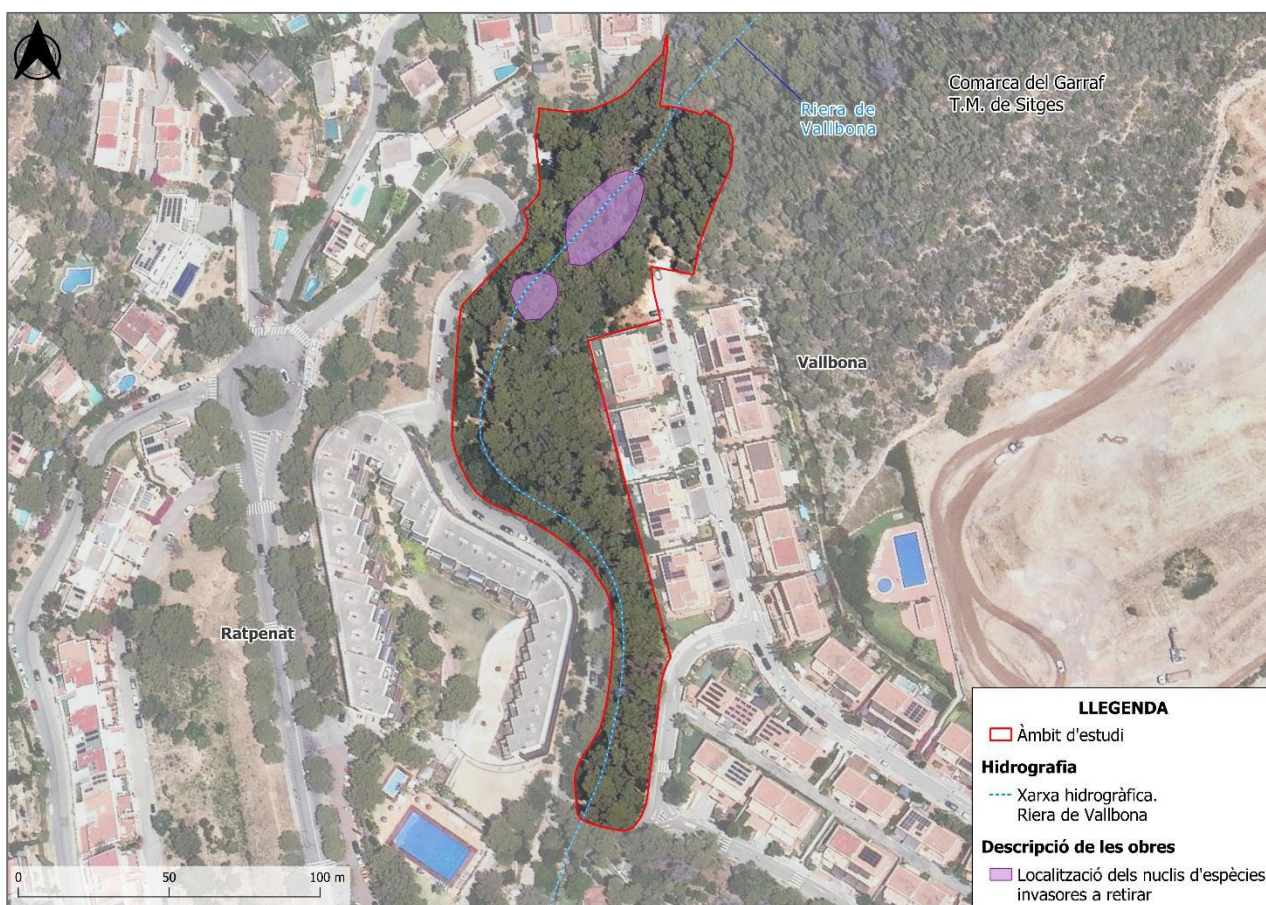 Comarca del Garraf
T.M. de Sitges
Riera de
Vallbona
Vallbona
Ratpenat
LLEGENDA
Àmbit d'estudi
Hidrografia
Xarxa hidrogràfica.
Riera de Vallbona
Descripció de les obres
Localització dels nuclis d'espècies
invasores a retirar
0 50 100 m